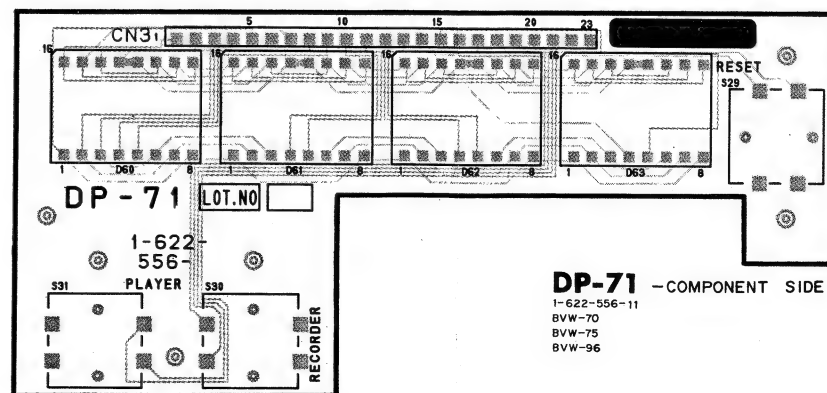 5 10 15 20 23
CN3 1
16 16 16 16
RESET
S29
1 D60 8 1 D61 8 1 D62 8 1 D63 8
DP-71 LOT.NO
1-622-
556-
PLAYER
S31 S30
RECORDER
DP-71 -COMPONENT SIDE
1-622-556-11
BVW-70
BVW-75
BVW-96